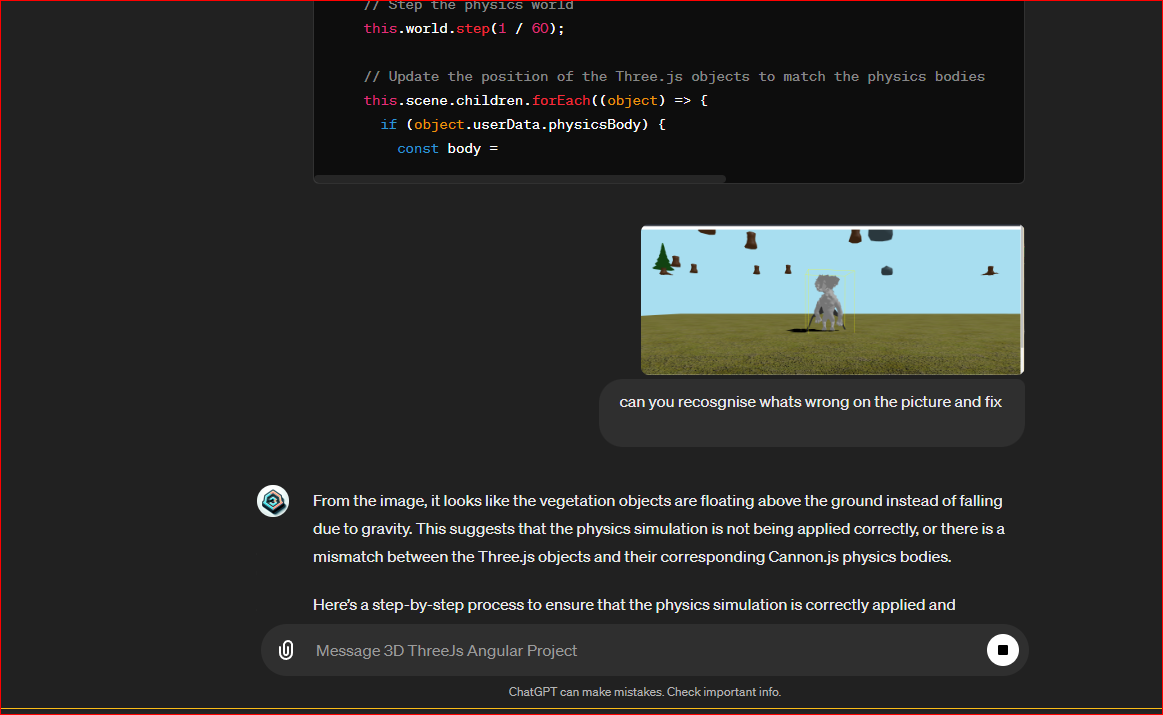 // Step the physics world
this.world.step(1 / 60);
// Update the position of the Three.js objects to match the physics bodies
this.scene.children.forEach((object) => {
if (object.userData.physicsBody) {
const body =
can you recosgnise whats wrong on the picture and fix
From the image, it looks like the vegetation objects are floating above the ground instead of falling
due to gravity. This suggests that the physics simulation is not being applied correctly, or there is a
mismatch between the Three.js objects and their corresponding Cannon.js physics bodies.
Here's a step-by-step process to ensure that the physics simulation is correctly applied and
Message 3D ThreeJs Angular Project
ChatGPT can make mistakes. Check important info.